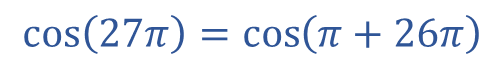 cos(27π) = cos(π + 26π)